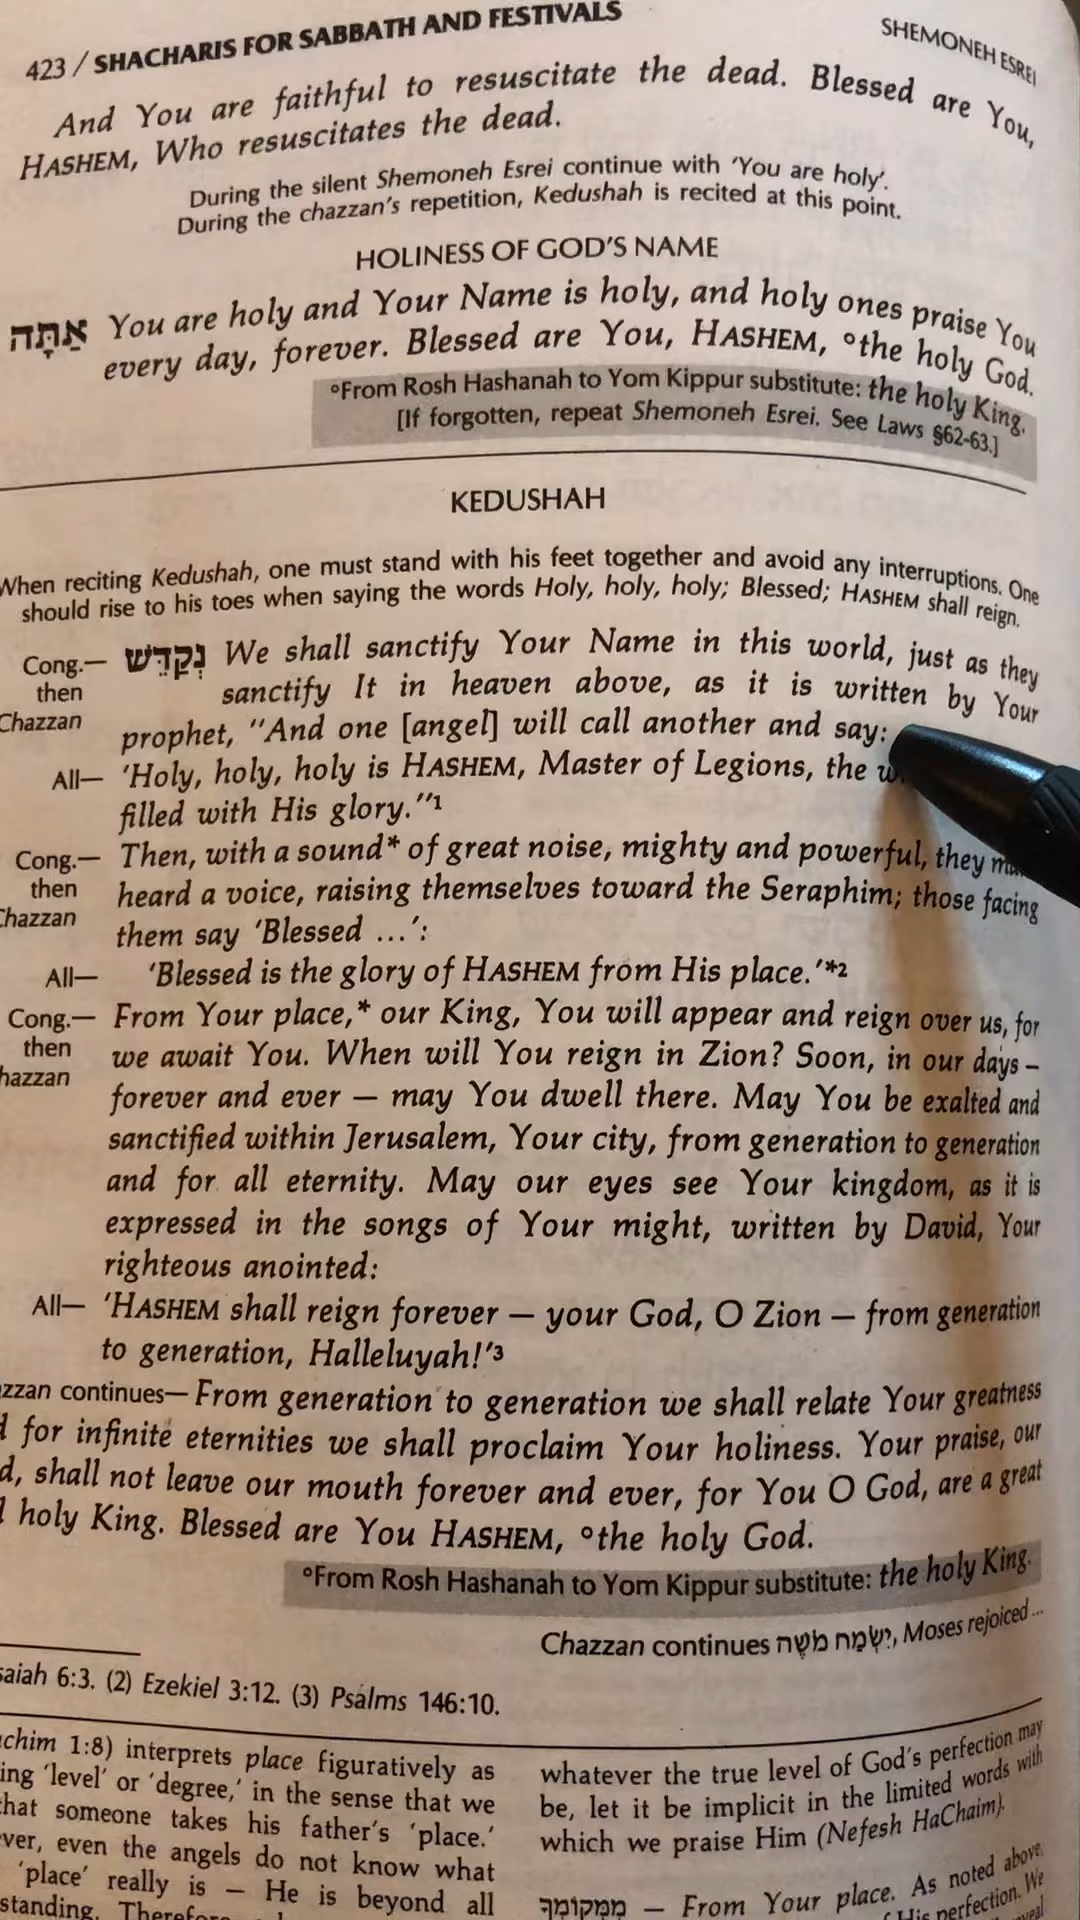 423 / SHACHARIS FOR SABBATH AND FESTIVALS SHEMONEH ESREI
And You are faithful to resuscitate the dead. Blessed are You,
HASHEM, Who resuscitates the dead.
During the silent Shemoneh Esrei continue with 'You are holy'.
During the chazzan's repetition, Kedushah is recited at this point.
HOLINESS OF GOD'S NAME
אַתָּה You are holy and Your Name is holy, and holy ones praise You
every day, forever. Blessed are You, HASHEM, °the holy God.
°From Rosh Hashanah to Yom Kippur substitute: the holy King.
[If forgotten, repeat Shemoneh Esrei. See Laws §62-63.]
KEDUSHAH
When reciting Kedushah, one must stand with his feet together and avoid any interruptions. One
should rise to his toes when saying the words Holy, holy, holy; Blessed; HASHEM shall reign.
Cong.— נְקַדֵּשׁ We shall sanctify Your Name in this world, just as they
then sanctify It in heaven above, as it is written by Your
Chazzan prophet, "And one [angel] will call another and say:
All— 'Holy, holy, holy is HASHEM, Master of Legions, the
filled with His glory."¹
Cong.— Then, with a sound* of great noise, mighty and powerful, they
then heard a voice, raising themselves toward the Seraphim; those facing
Chazzan them say 'Blessed ...':
All— 'Blessed is the glory of HASHEM from His place.'*²
Cong.— From Your place,* our King, You will appear and reign over us, for
then we await You. When will You reign in Zion? Soon, in our days –
hazzan forever and ever — may You dwell there. May You be exalted and
sanctified within Jerusalem, Your city, from generation to generation
and for all eternity. May our eyes see Your kingdom, as it is
expressed in the songs of Your might, written by David, Your
righteous anointed:
All— 'HASHEM shall reign forever — your God, O Zion — from generation
to generation, Halleluyah!'³
zzan continues— From generation to generation we shall relate Your greatness
d for infinite eternities we shall proclaim Your holiness. Your praise, our
d, shall not leave our mouth forever and ever, for You O God, are a great
l holy King. Blessed are You HASHEM, °the holy God.
°From Rosh Hashanah to Yom Kippur substitute: the holy King.
Chazzan continues יִשְׂמַח מֹשֶׁה, Moses rejoiced ...
saiah 6:3. (2) Ezekiel 3:12. (3) Psalms 146:10.
chim 1:8) interprets place figuratively as
ing 'level' or 'degree,' in the sense that we
that someone takes his father's 'place.'
ver, even the angels do not know what
'place' really is — He is beyond all
standing. Therefore
whatever the true level of God's perfection may
be, let it be implicit in the limited words with
which we praise Him (Nefesh HaChaim).
מִמְּקוֹמְךָ — From Your place. As noted above,
His perfection. We